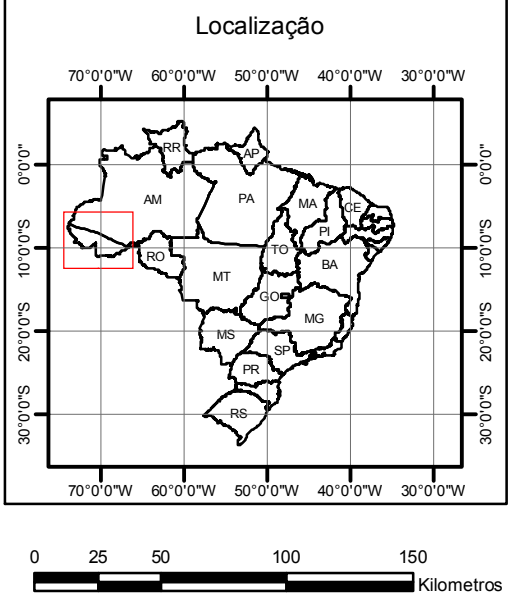 Localização
70°0'0"W 60°0'0"W 50°0'0"W 40°0'0"W 30°0'0"W
0°0'0" 0°0'0"
10°0'0"S 10°0'0"S
20°0'0"S 20°0'0"S
30°0'0"S 30°0'0"S
RR AP
AM PA MA CE
PI
RO TO BA
MT
GO
MG
MS SP
PR
RS
70°0'0"W 60°0'0"W 50°0'0"W 40°0'0"W 30°0'0"W
0 25 50 100 150
Kilometros